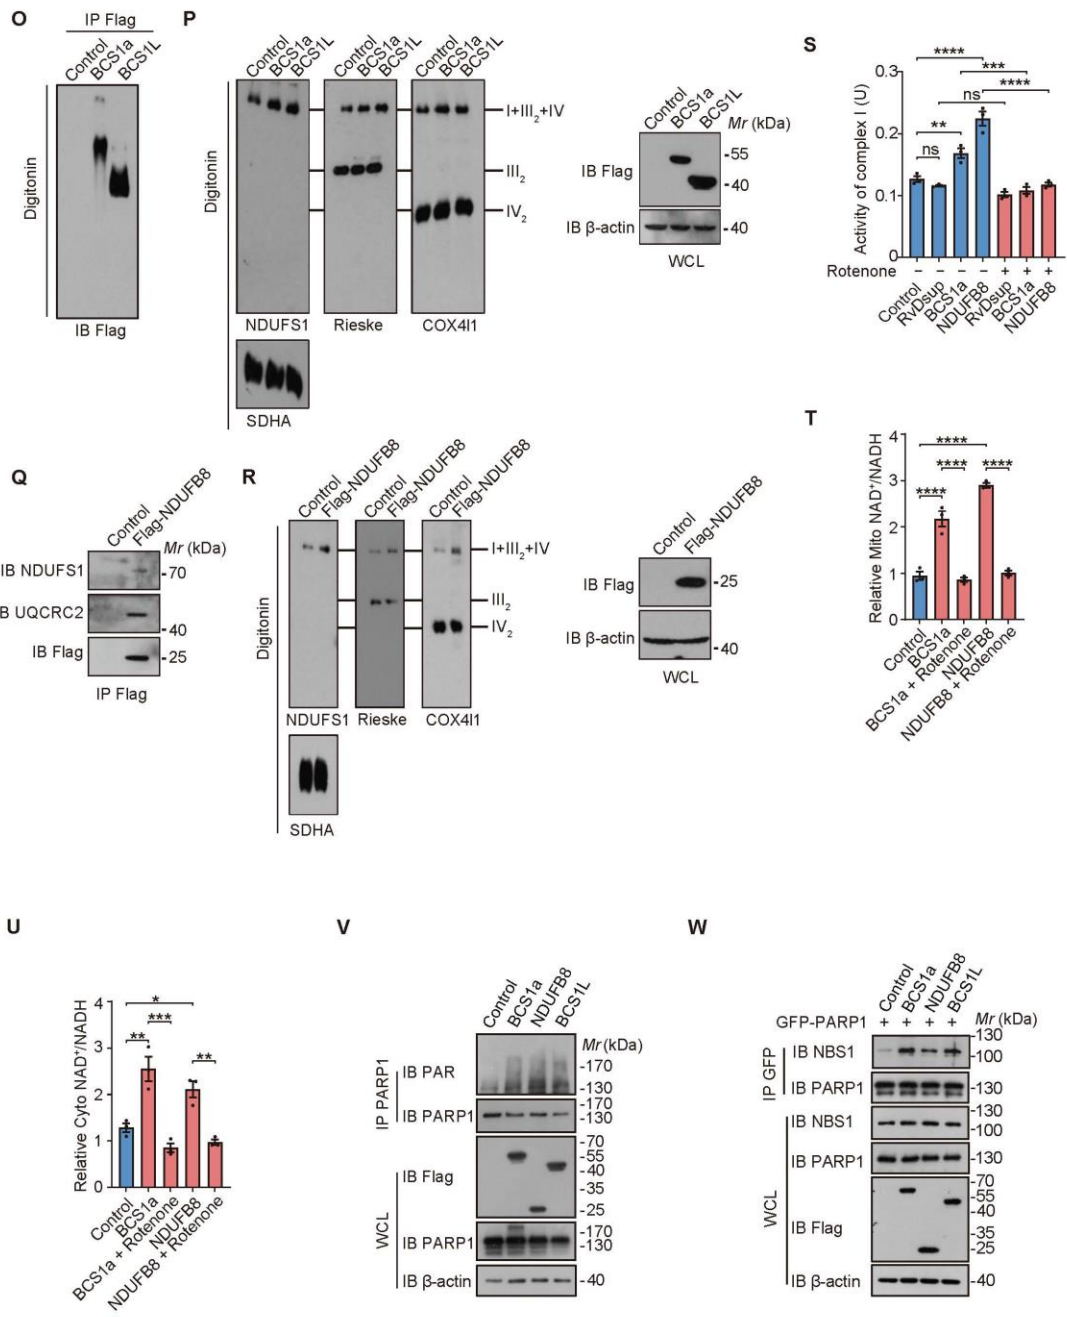 O
IP Flag
Control
BCS1a
BCS1L
Digitonin
IB Flag
P
Control
BCS1a
BCS1L
Control
BCS1a
BCS1L
Control
BCS1a
BCS1L
Digitonin
I+III2+IV
III2
IV2
NDUFS1
Rieske
COX4I1
SDHA
Control
BCS1a
BCS1L
Mr (kDa)
IB Flag
-55
-40
IB β-actin
-40
WCL
S
Activity of complex I (U)
0.3
0.2
0.1
0
****
***
****
ns
**
ns
Rotenone
− − − − + + +
Control
RvDsup
BCS1a
NDUFB8
RvDsup
BCS1a
NDUFB8
Q
Control
Flag-NDUFB8
Mr (kDa)
IB NDUFS1
-70
B UQCRC2
-40
IB Flag
-25
IP Flag
R
Control
Flag-NDUFB8
Control
Flag-NDUFB8
Control
Flag-NDUFB8
Digitonin
I+III2+IV
III2
IV2
NDUFS1
Rieske
COX4I1
SDHA
Control
Flag-NDUFB8
IB Flag
-25
IB β-actin
-40
WCL
T
Relative Mito NAD+/NADH
4
3
2
1
0
****
**** ****
****
Control
BCS1a
BCS1a + Rotenone
NDUFB8
NDUFB8 + Rotenone
U
Relative Cyto NAD+/NADH
4
3
2
1
0
*
***
**
**
Control
BCS1a
BCS1a + Rotenone
NDUFB8
NDUFB8 + Rotenone
V
Control
BCS1a
NDUFB8
BCS1L
Mr (kDa)
IP PARP1
IB PAR
-170
-130
IB PARP1
-170
-130
WCL
IB Flag
-70
-55
-40
-35
-25
IB PARP1
-170
-130
IB β-actin
-40
W
Control
BCS1a
NDUFB8
BCS1L
GFP-PARP1
+ + + +
Mr (kDa)
IP GFP
IB NBS1
-130
-100
IB PARP1
-130
WCL
IB NBS1
-130
-100
IB PARP1
-130
IB Flag
-70
-55
-40
-35
-25
IB β-actin
-40